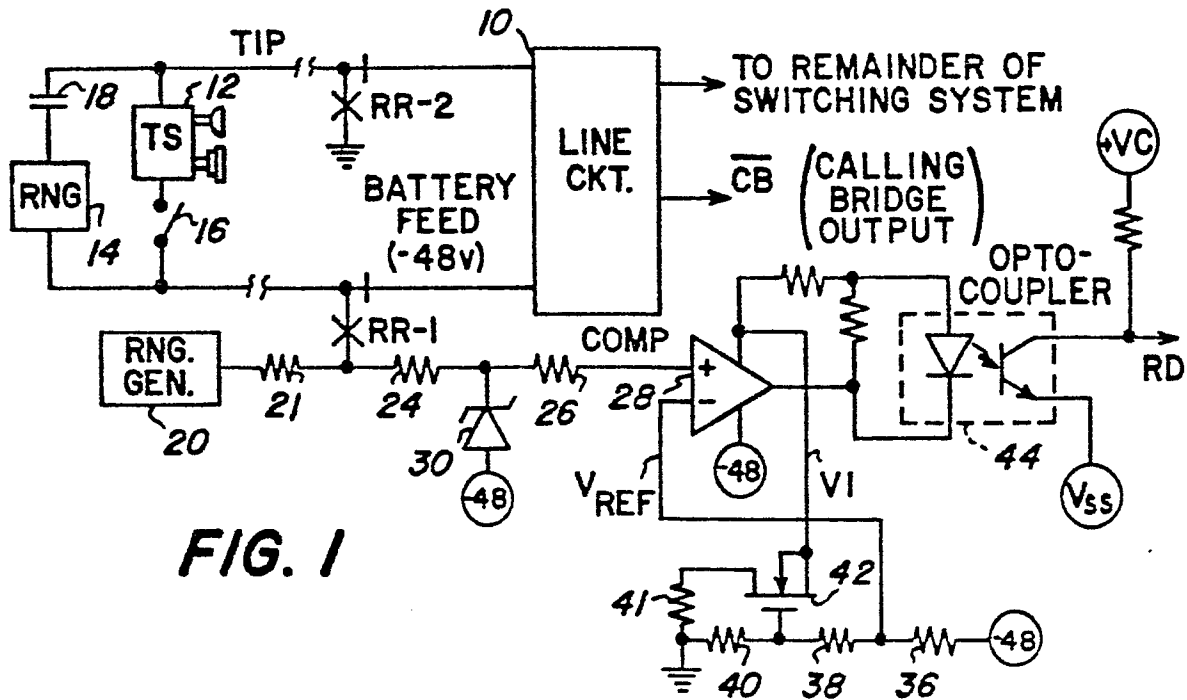 TIP
10
18
12
TS
RNG
14
16
RR-2
BATTERY
FEED
(-48v)
LINE
CKT.
TO REMAINDER OF
SWITCHING SYSTEM
CB
(CALLING
BRIDGE
OUTPUT)
+VC
OPTO-
COUPLER
RR-1
RNG.
GEN.
20
21
24
26
COMP
28
+
-
30
-48
-48
VREF
V1
44
RD
VSS
FIG. 1
41
42
40
38
36
-48